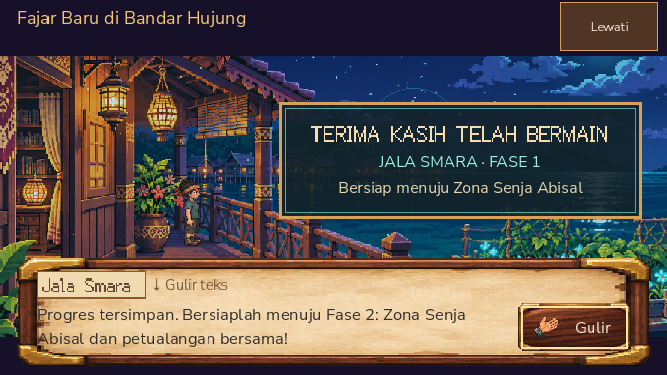 Fajar Baru di Bandar Hujung
Lewati
TERIMA KASIH TELAH BERMAIN
JALA SMARA · FASE 1
Bersiap menuju Zona Senja Abisal
Jala Smara
↓ Gulir teks
Progres tersimpan. Bersiaplah menuju Fase 2: Zona Senja
Abisal dan petualangan bersama!
Gulir